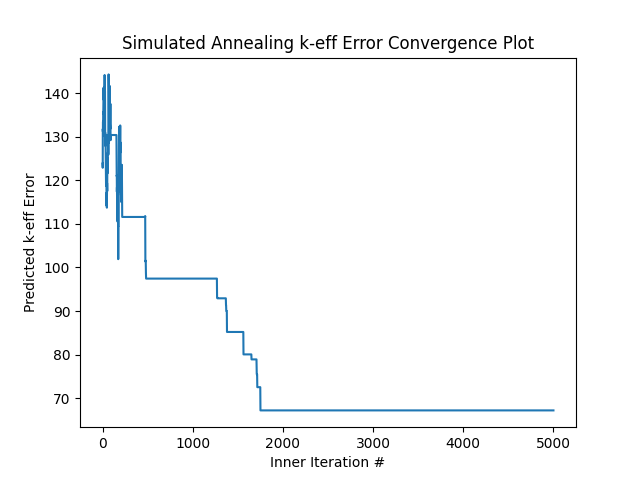 Simulated Annealing k-eff Error Convergence Plot
140
130
120
110
100
90
80
70
Predicted k-eff Error
0 1000 2000 3000 4000 5000
Inner Iteration #